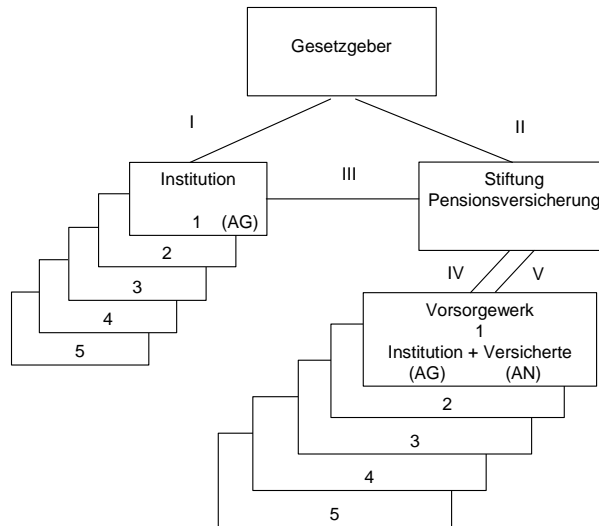 Gesetzgeber
I
II
Institution
1 (AG)
2
3
4
5
III
Stiftung
Pensionsversicherung
IV
V
Vorsorgewerk
1
Institution + Versicherte
(AG) (AN)
2
3
4
5